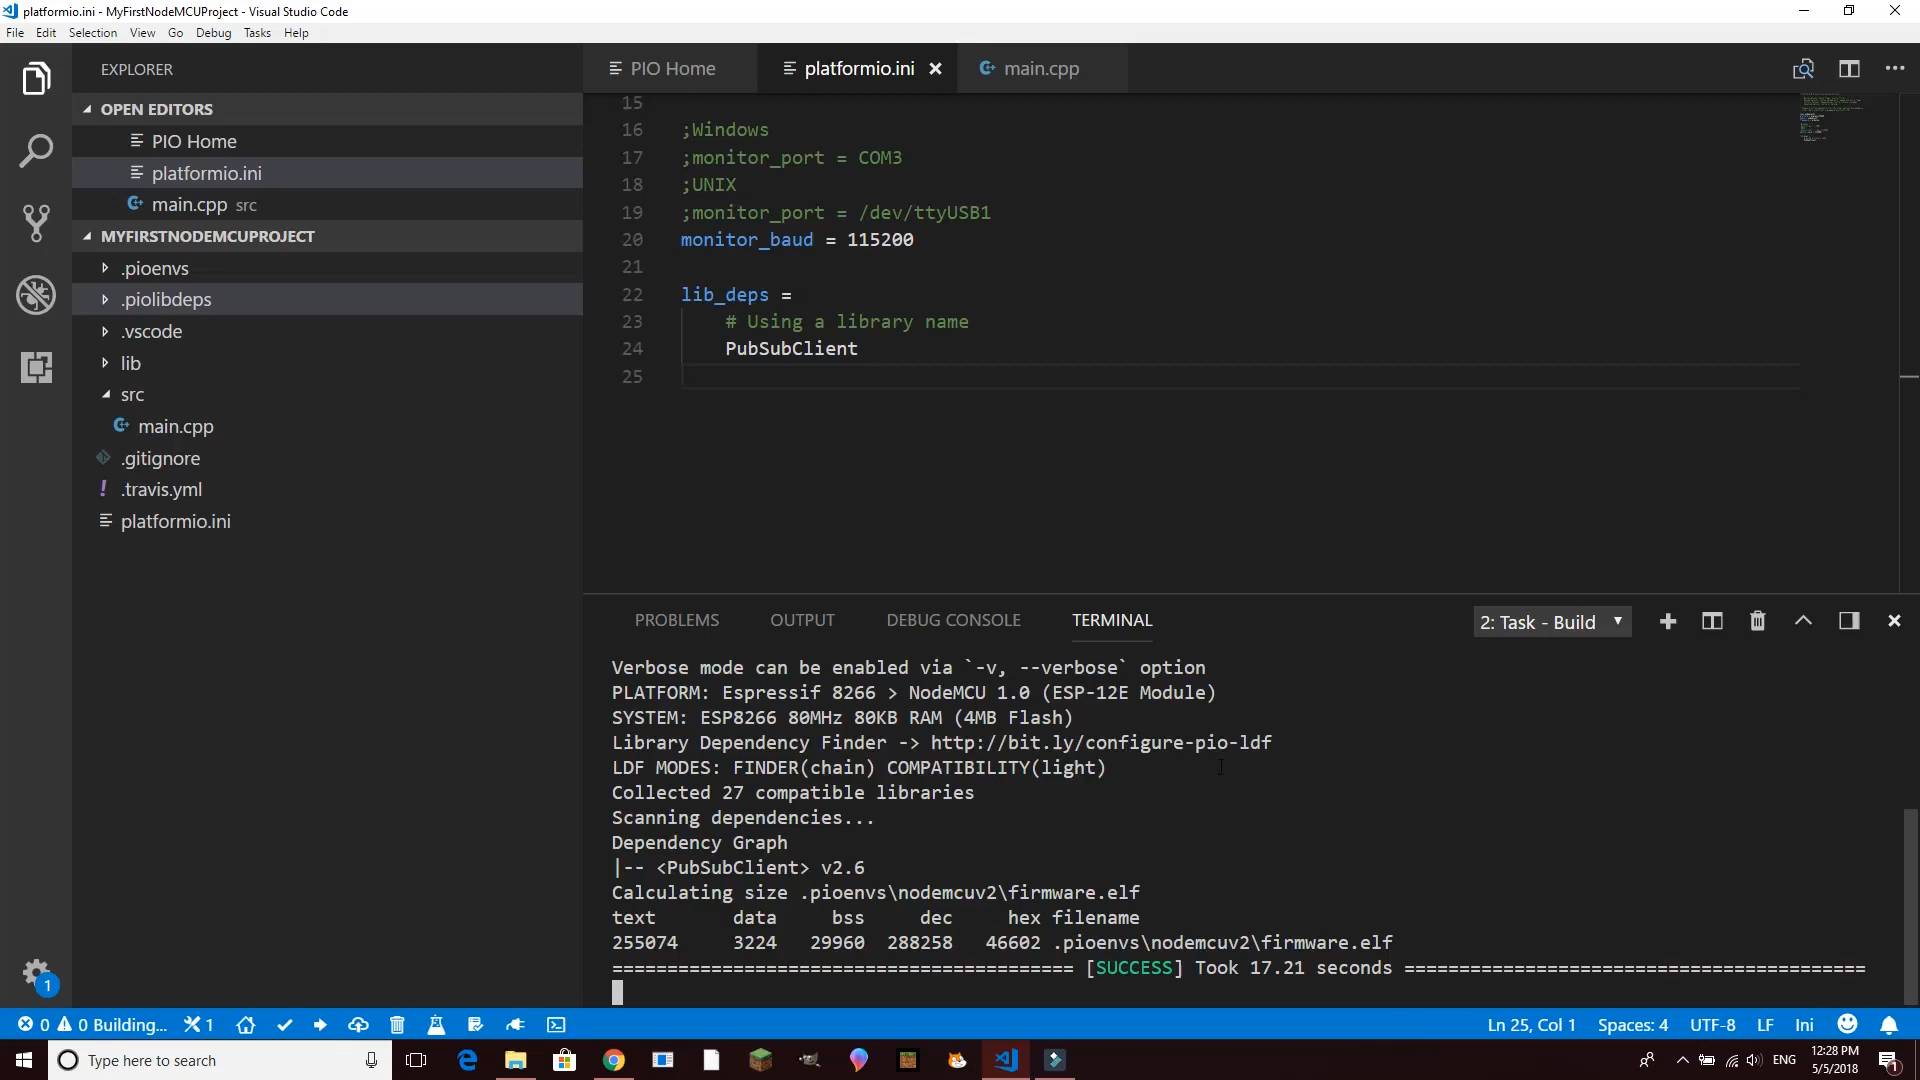 platformio.ini - MyFirstNodeMCUProject - Visual Studio Code
File Edit Selection View Go Debug Tasks Help
EXPLORER
OPEN EDITORS
PIO Home
platformio.ini
main.cpp src
MYFIRSTNODEMCUPROJECT
.pioenvs
.piolibdeps
.vscode
lib
src
main.cpp
.gitignore
.travis.yml
platformio.ini
1
PIO Home platformio.ini main.cpp
15
16 ;Windows
17 ;monitor_port = COM3
18 ;UNIX
19 ;monitor_port = /dev/ttyUSB1
20 monitor_baud = 115200
21
22 lib_deps =
23 # Using a library name
24 PubSubClient
25
PROBLEMS OUTPUT DEBUG CONSOLE TERMINAL 2: Task - Build
Verbose mode can be enabled via `-v, --verbose` option
PLATFORM: Espressif 8266 > NodeMCU 1.0 (ESP-12E Module)
SYSTEM: ESP8266 80MHz 80KB RAM (4MB Flash)
Library Dependency Finder -> http://bit.ly/configure-pio-ldf
LDF MODES: FINDER(chain) COMPATIBILITY(light)
Collected 27 compatible libraries
Scanning dependencies...
Dependency Graph
|-- <PubSubClient> v2.6
Calculating size .pioenvs\nodemcuv2\firmware.elf
text data bss dec hex filename
255074 3224 29960 288258 46602 .pioenvs\nodemcuv2\firmware.elf
========================================== [SUCCESS] Took 17.21 seconds ==========================================
0 0 Building... 1 Ln 25, Col 1 Spaces: 4 UTF-8 LF Ini
Type here to search ENG 12:28 PM
5/5/2018 1